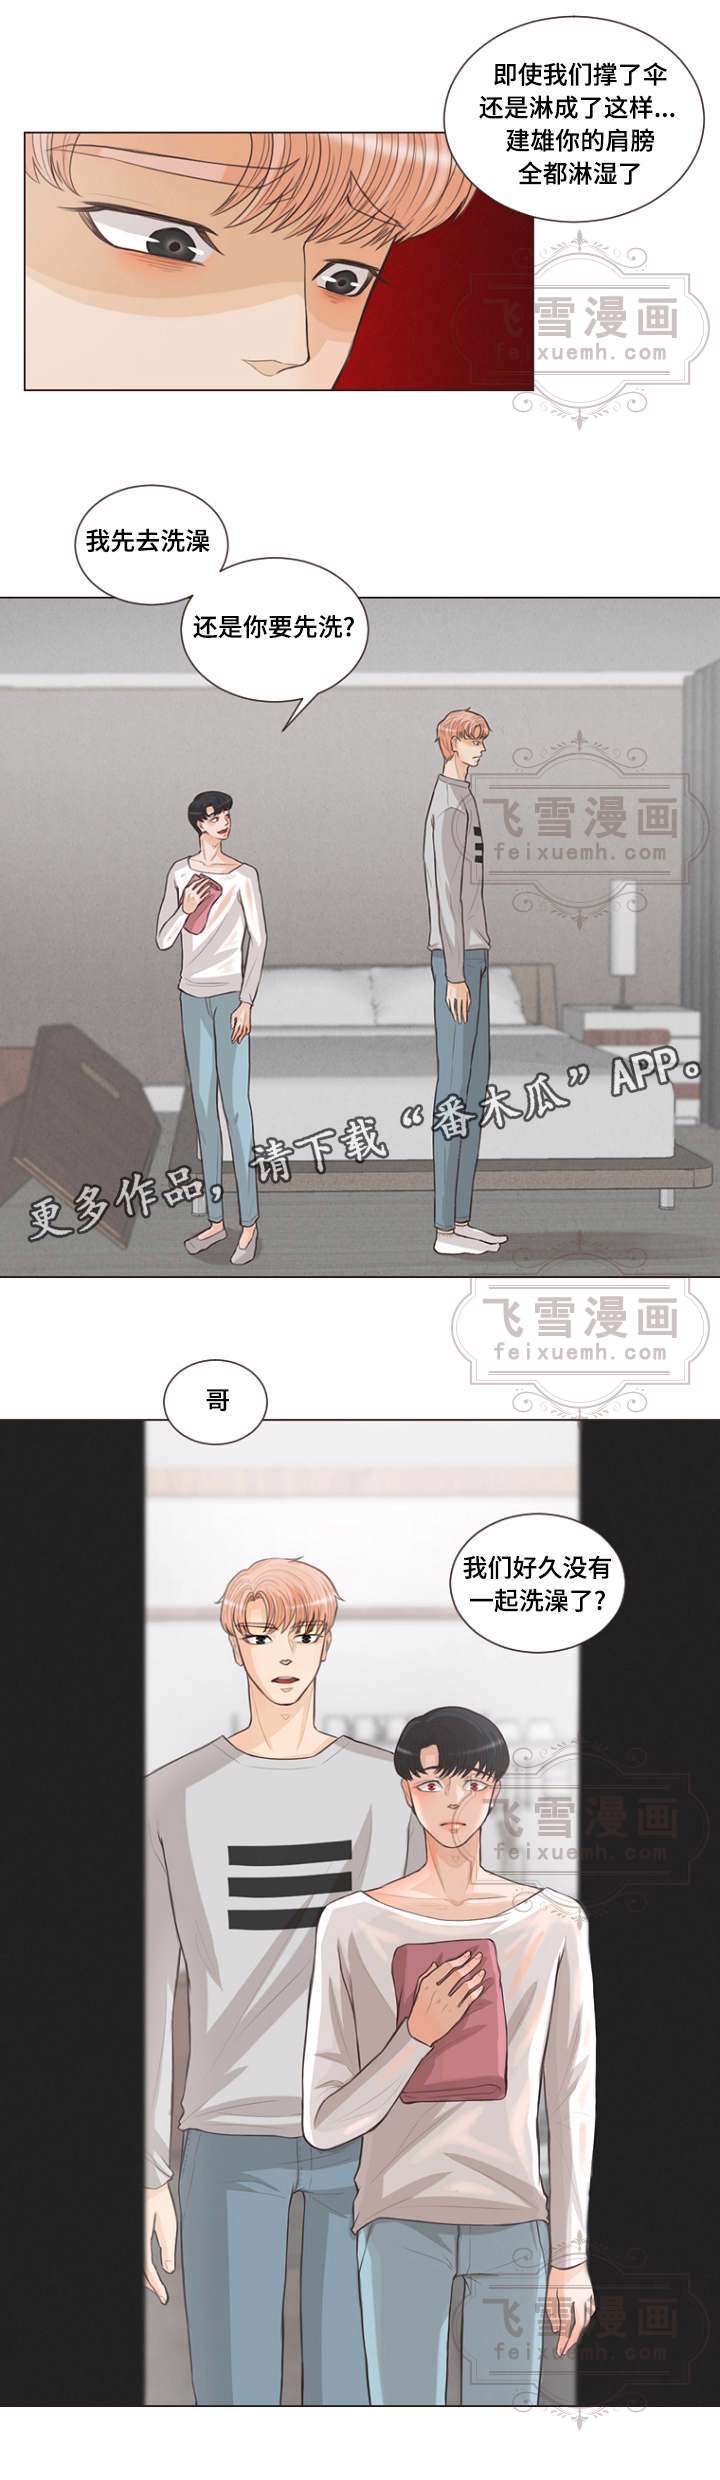 即使我们撑了伞
还是淋成了这样...
建雄你的肩膀
全都淋湿了
飞雪漫画
feixuemh.com
我先去洗澡
还是你要先洗?
飞雪漫画
feixuemh.com
更多作品，请下载“番木瓜”APP。
飞雪漫画
feixuemh.com
哥
我们好久没有
一起洗澡了?
飞雪漫画
feixuemh.com
飞雪漫画
feixuemh.com